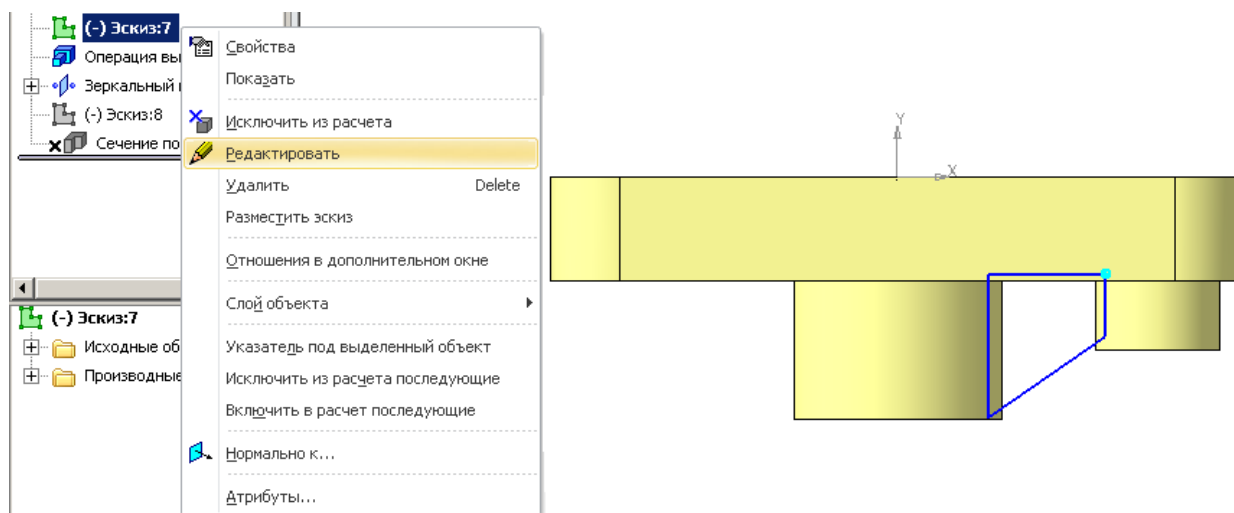 (-) Эскиз:7
Операция вы
Зеркальный
(-) Эскиз:8
Сечение по
Свойства
Показать
Исключить из расчета
Редактировать
Удалить Delete
Разместить эскиз
Отношения в дополнительном окне
Слой объекта
Указатель под выделенный объект
Исключить из расчета последующие
Включить в расчет последующие
Нормально к...
Атрибуты...
(-) Эскиз:7
Исходные об
Производные
Y
X